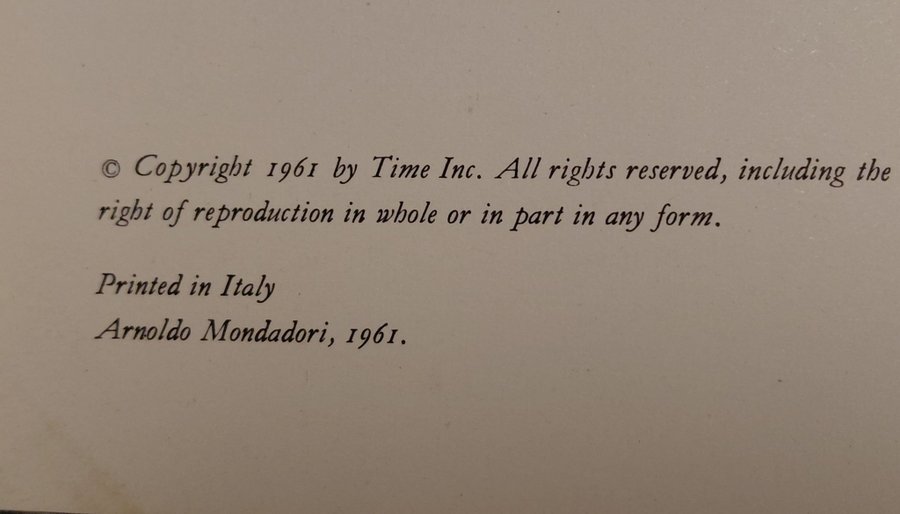 © Copyright 1961 by Time Inc. All rights reserved, including the
right of reproduction in whole or in part in any form.
Printed in Italy
Arnoldo Mondadori, 1961.